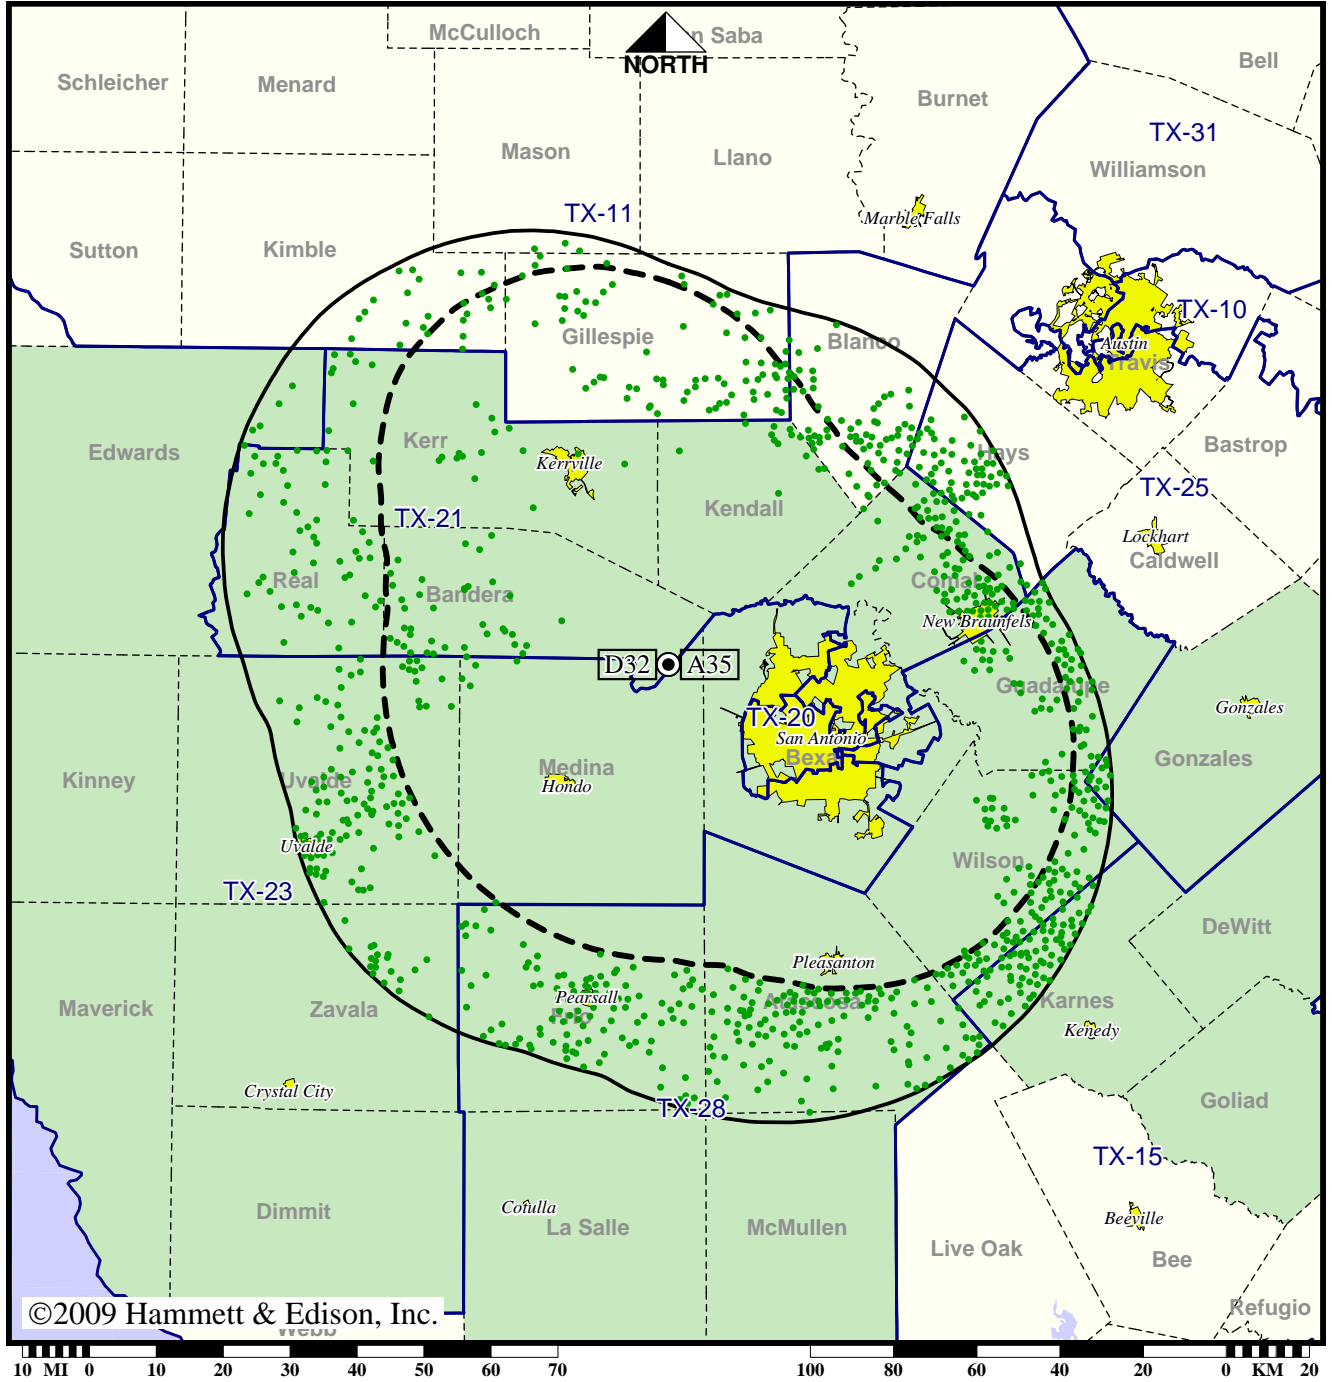 McCulloch
n Saba
NORTH
Schleicher
Menard
Bell
Burnet
TX-31
Mason
Llano
Williamson
TX-11
Marble Falls
Sutton
Kimble
TX-10
Gillespie
Blanco
Austin
Travis
Edwards
Kerr
Kerrville
Hays
Bastrop
TX-25
Kendall
TX-21
Lockhart
Caldwell
Real
Bandera
Comal
New Braunfels
D32
A35
Guadalupe
Gonzales
TX-20
San Antonio
Bexa
Gonzales
Kinney
Uvalde
Medina
Hondo
Uvalde
Wilson
TX-23
DeWitt
Pleasanton
Maverick
Zavala
Pearsall
Frio
Atascosa
Karnes
Kenedy
Crystal City
TX-28
Goliad
TX-15
Dimmit
Cotulla
La Salle
McMullen
Beeville
Live Oak
Bee
©2009 Hammett & Edison, Inc.
Refugio
Webb
10 MI 0 10 20 30 40 50 60 70
100 80 60 40 20 0 KM 20